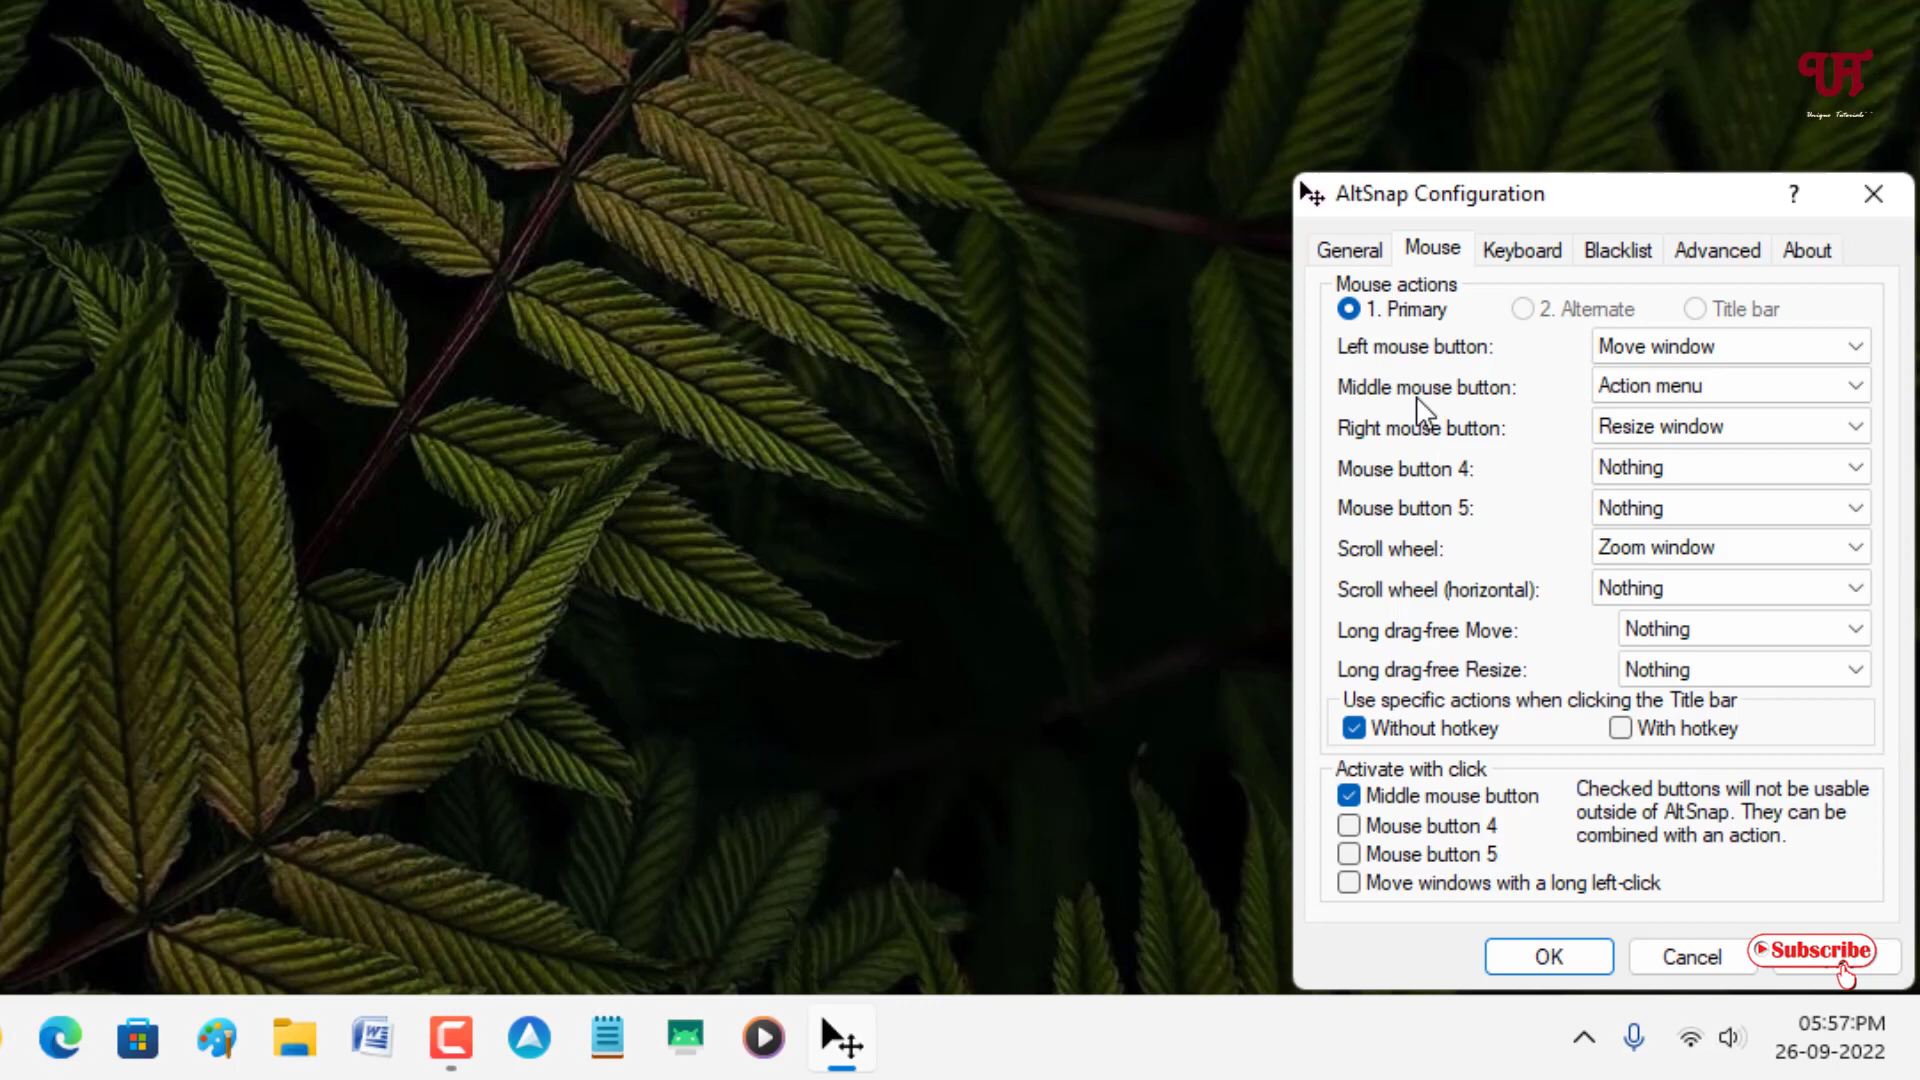 UT
Unique Tutorials
AltSnap Configuration
?
General
Mouse
Keyboard
Blacklist
Advanced
About
Mouse actions
1. Primary
2. Alternate
Title bar
Left mouse button:
Move window
Middle mouse button:
Action menu
Right mouse button:
Resize window
Mouse button 4:
Nothing
Mouse button 5:
Nothing
Scroll wheel:
Zoom window
Scroll wheel (horizontal):
Nothing
Long drag-free Move:
Nothing
Long drag-free Resize:
Nothing
Use specific actions when clicking the Title bar
Without hotkey
With hotkey
Activate with click
Middle mouse button
Mouse button 4
Mouse button 5
Move windows with a long left-click
Checked buttons will not be usable
outside of AltSnap. They can be
combined with an action.
OK
Cancel
Subscribe
05:57:PM
26-09-2022